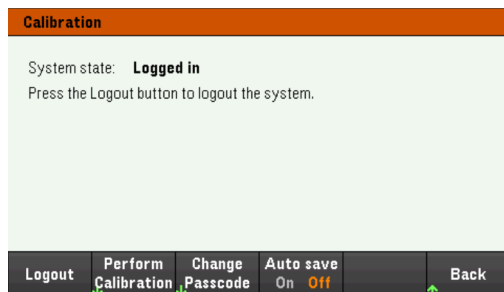 Calibration
System state: Logged in
Press the Logout button to logout the system.
Logout Perform Calibration Change Passcode Auto save On Off Back